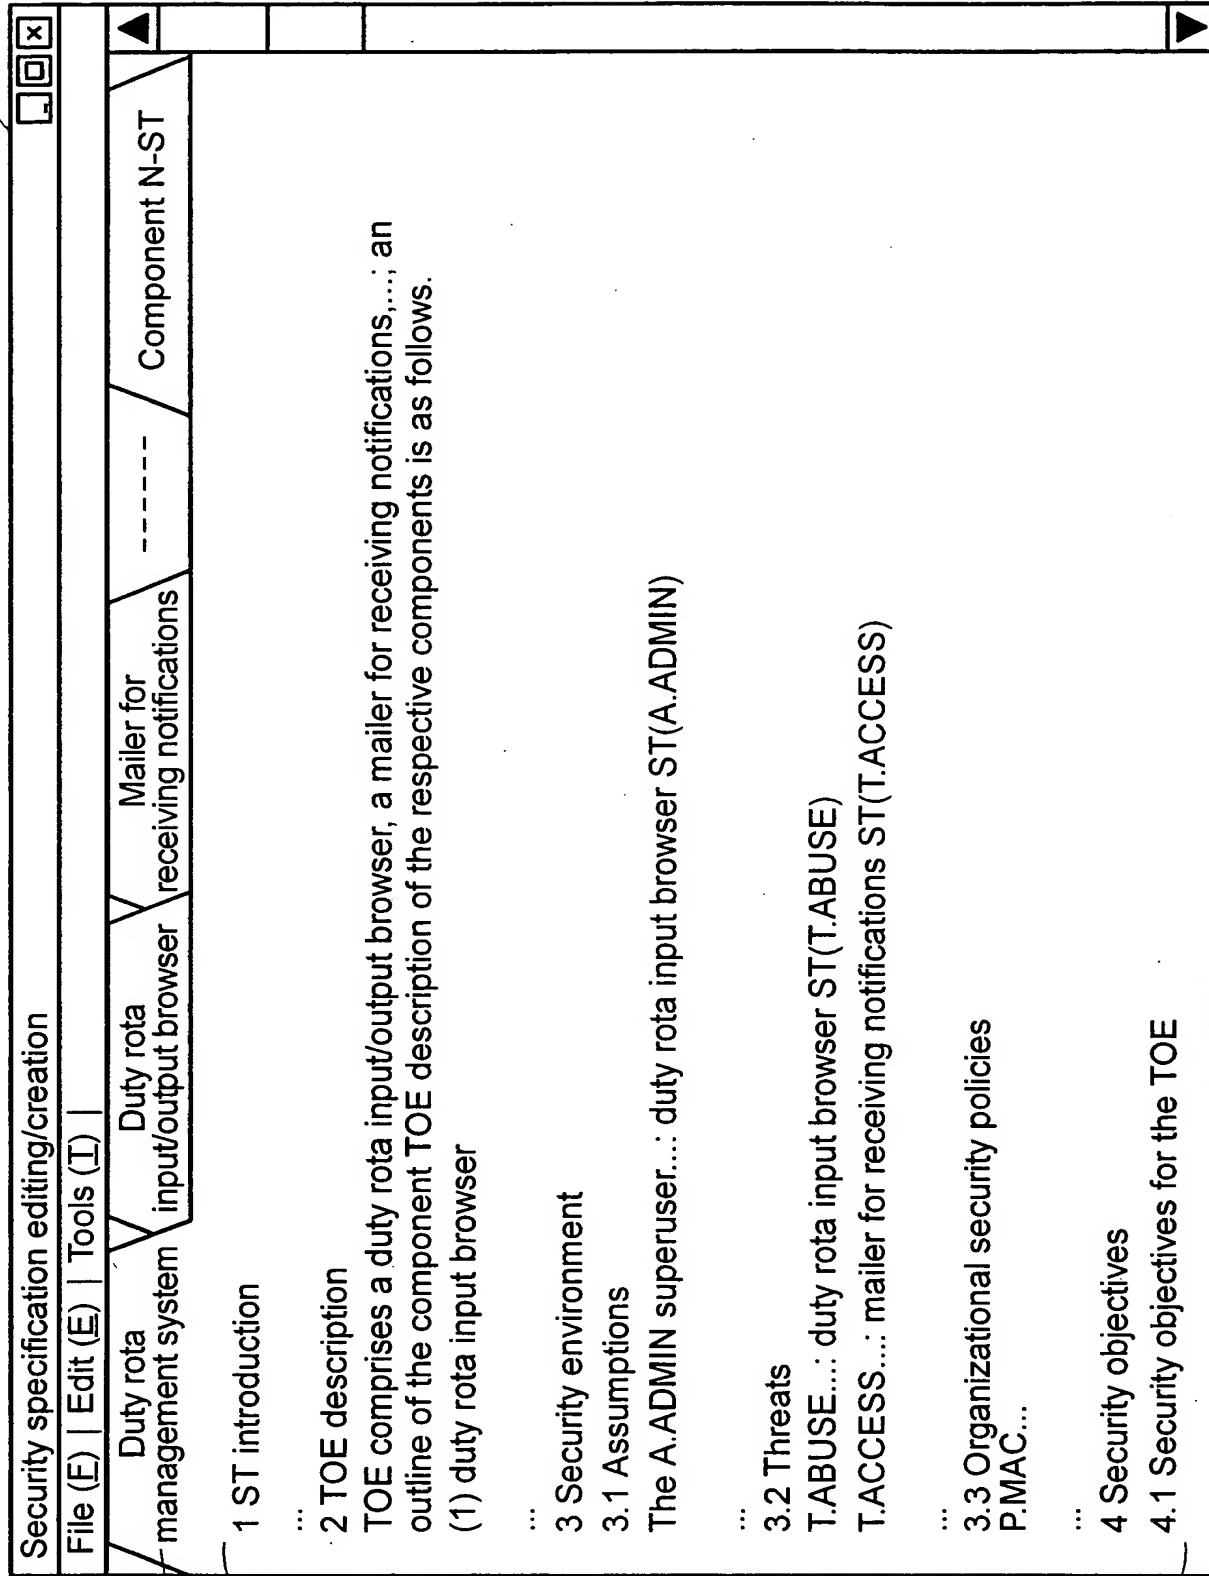 Security specification editing/creation
File (F) | Edit (E) | Tools (T) |
Duty rota
management system
Duty rota
input/output browser
Mailer for
receiving notifications
------
Component N-ST
1 ST introduction
...
2 TOE description
TOE comprises a duty rota input/output browser, a mailer for receiving notifications,...; an
outline of the component TOE description of the respective components is as follows.
(1) duty rota input browser
...
3 Security environment
3.1 Assumptions
The A.ADMIN superuser...: duty rota input browser ST(A.ADMIN)
...
3.2 Threats
T.ABUSE...: duty rota input browser ST(T.ABUSE)
T.ACCESS...: mailer for receiving notifications ST(T.ACCESS)
...
3.3 Organizational security policies
P.MAC...
...
4 Security objectives
4.1 Security objectives for the TOE